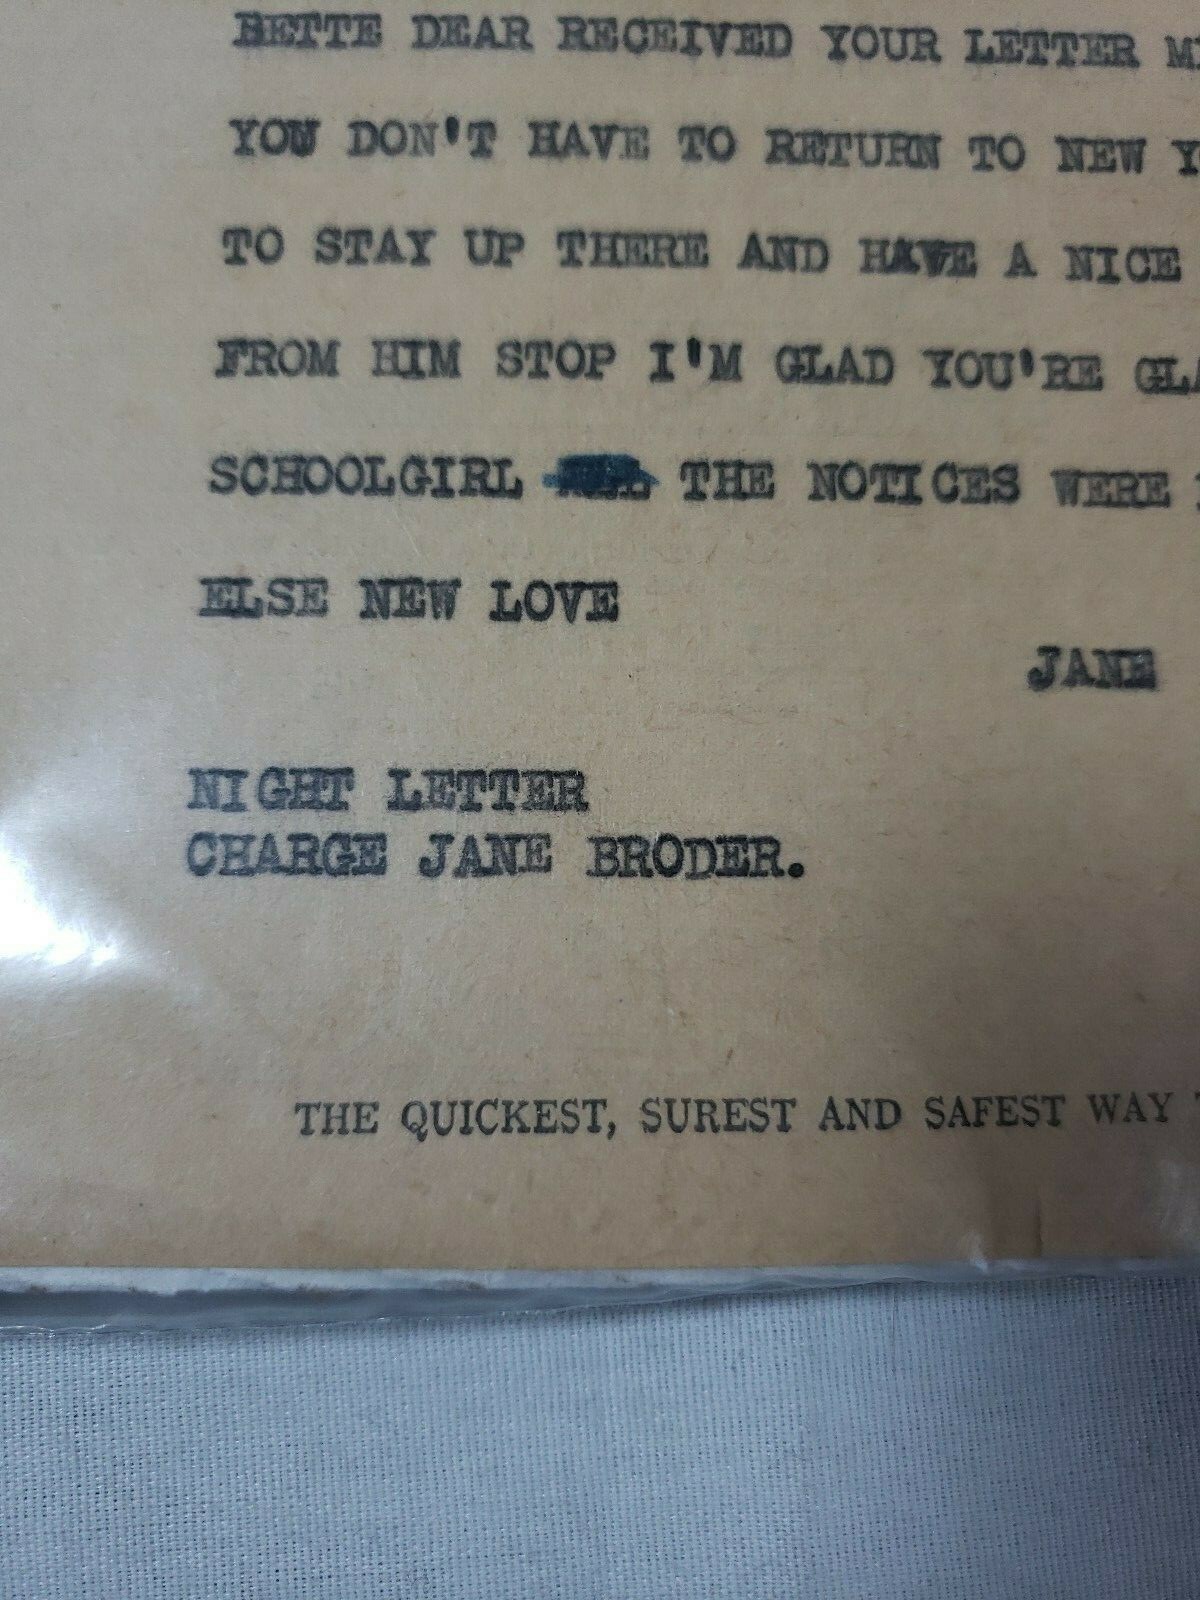 BETTE DEAR RECEIVED YOUR LETTER
YOU DON'T HAVE TO RETURN TO NEW
TO STAY UP THERE AND HAVE A NICE
FROM HIM STOP I'M GLAD YOU'RE
SCHOOLGIRL THE NOTICES WERE
ELSE NEW LOVE
JANE
NIGHT LETTER
CHARGE JANE BRODER.
THE QUICKEST, SUREST AND SAFEST WAY